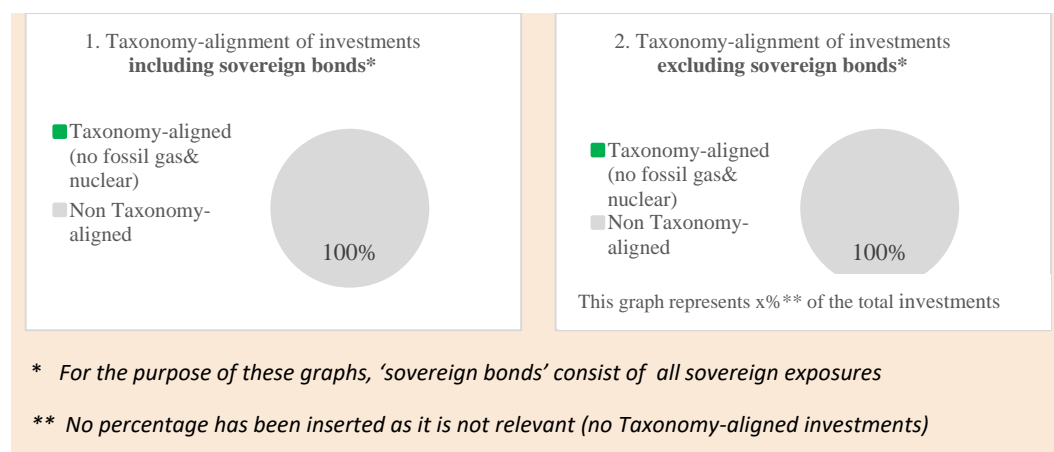 1. Taxonomy-alignment of investments
including sovereign bonds*
Taxonomy-aligned
(no fossil gas&
nuclear)
Non Taxonomy-
aligned
100%
2. Taxonomy-alignment of investments
excluding sovereign bonds*
Taxonomy-aligned
(no fossil gas&
nuclear)
Non Taxonomy-
aligned
100%
This graph represents x%** of the total investments
* For the purpose of these graphs, ‘sovereign bonds’ consist of all sovereign exposures
** No percentage has been inserted as it is not relevant (no Taxonomy-aligned investments)